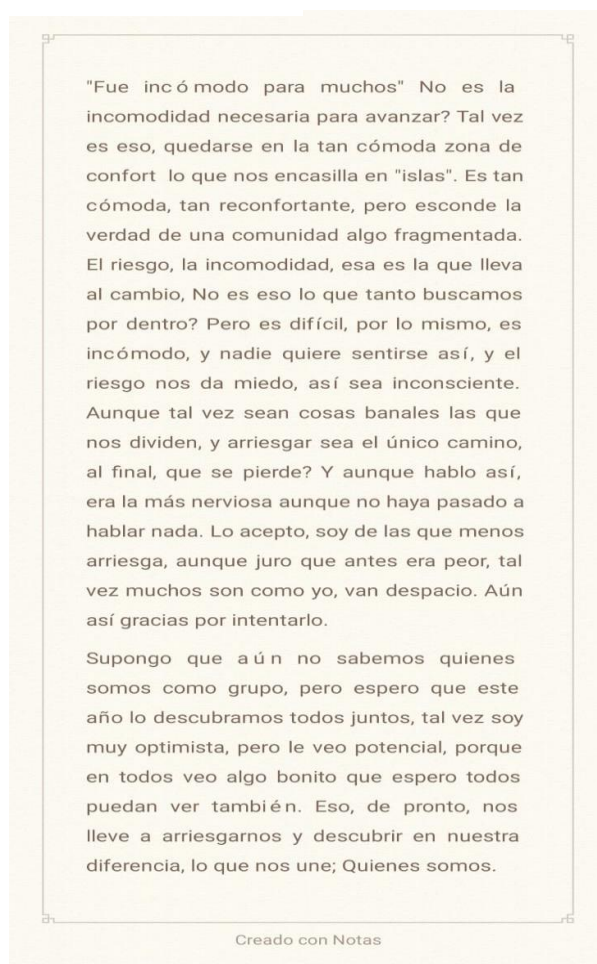 "Fue incómodo para muchos" No es la
incomodidad necesaria para avanzar? Tal vez
es eso, quedarse en la tan cómoda zona de
confort lo que nos encasilla en "islas". Es tan
cómoda, tan reconfortante, pero esconde la
verdad de una comunidad algo fragmentada.
El riesgo, la incomodidad, esa es la que lleva
al cambio, No es eso lo que tanto buscamos
por dentro? Pero es difícil, por lo mismo, es
incómodo, y nadie quiere sentirse así, y el
riesgo nos da miedo, así sea inconsciente.
Aunque tal vez sean cosas banales las que
nos dividen, y arriesgar sea el único camino,
al final, que se pierde? Y aunque hablo así,
era la más nerviosa aunque no haya pasado a
hablar nada. Lo acepto, soy de las que menos
arriesga, aunque juro que antes era peor, tal
vez muchos son como yo, van despacio. Aún
así gracias por intentarlo.
Supongo que aún no sabemos quienes
somos como grupo, pero espero que este
año lo descubramos todos juntos, tal vez soy
muy optimista, pero le veo potencial, porque
en todos veo algo bonito que espero todos
puedan ver también. Eso, de pronto, nos
lleve a arriesgarnos y descubrir en nuestra
diferencia, lo que nos une; Quienes somos.
Creado con Notas